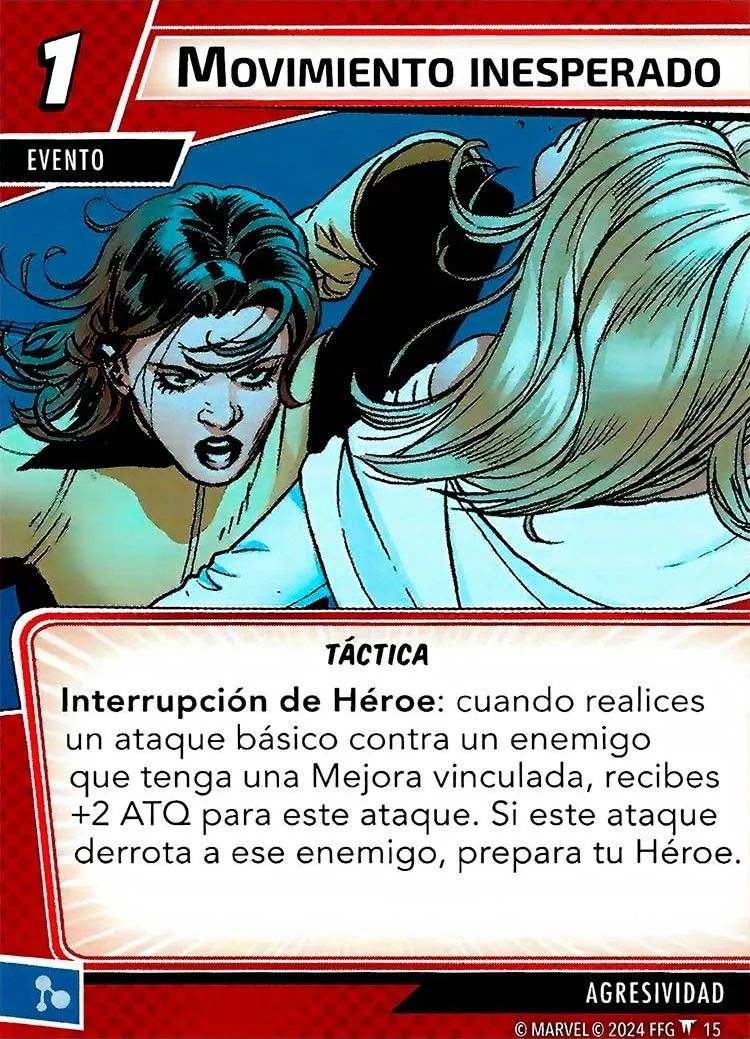 1
MOVIMIENTO INESPERADO
EVENTO
TÁCTICA
Interrupción de Héroe: cuando realices
un ataque básico contra un enemigo
que tenga una Mejora vinculada, recibes
+2 ATQ para este ataque. Si este ataque
derrota a ese enemigo, prepara tu Héroe.
AGRESIVIDAD
© MARVEL © 2024 FFG 15